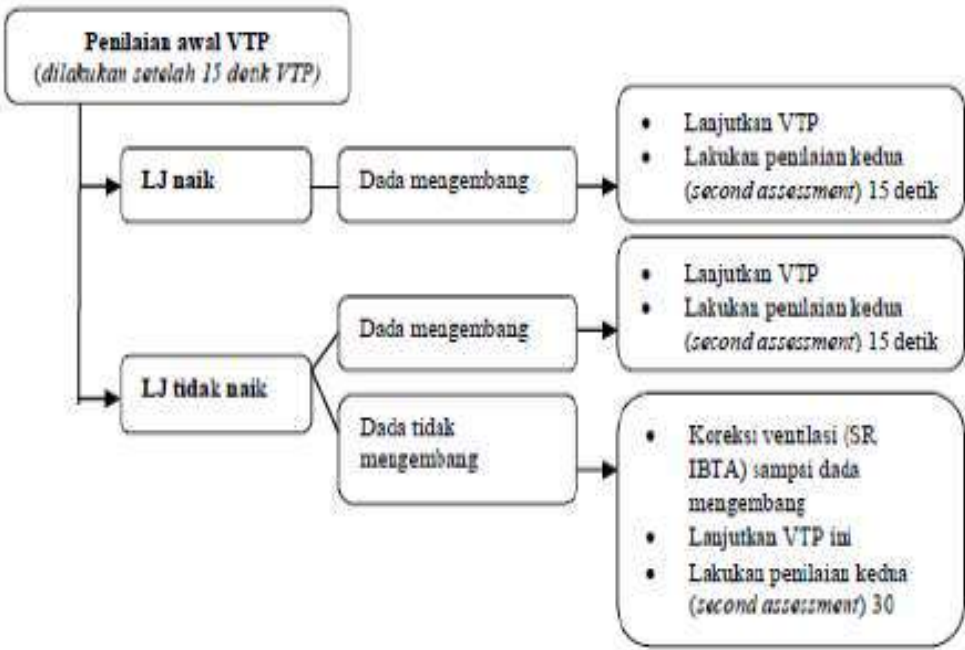 Penilaian awal VTP
(dilakukan setelah 15 detik VTP)
LJ naik
Dada mengembang
• Lanjutkan VTP
• Lakukan penilaian kedua
(second assessment) 15 detik
LJ tidak naik
Dada mengembang
• Lanjutkan VTP
• Lakukan penilaian kedua
(second assessment) 15 detik
Dada tidak
mengembang
• Koreksi ventilasi (SR
IBTA) sampai dada
mengembang
• Lanjutkan VTP ini
• Lakukan penilaian kedua
(second assessment) 30